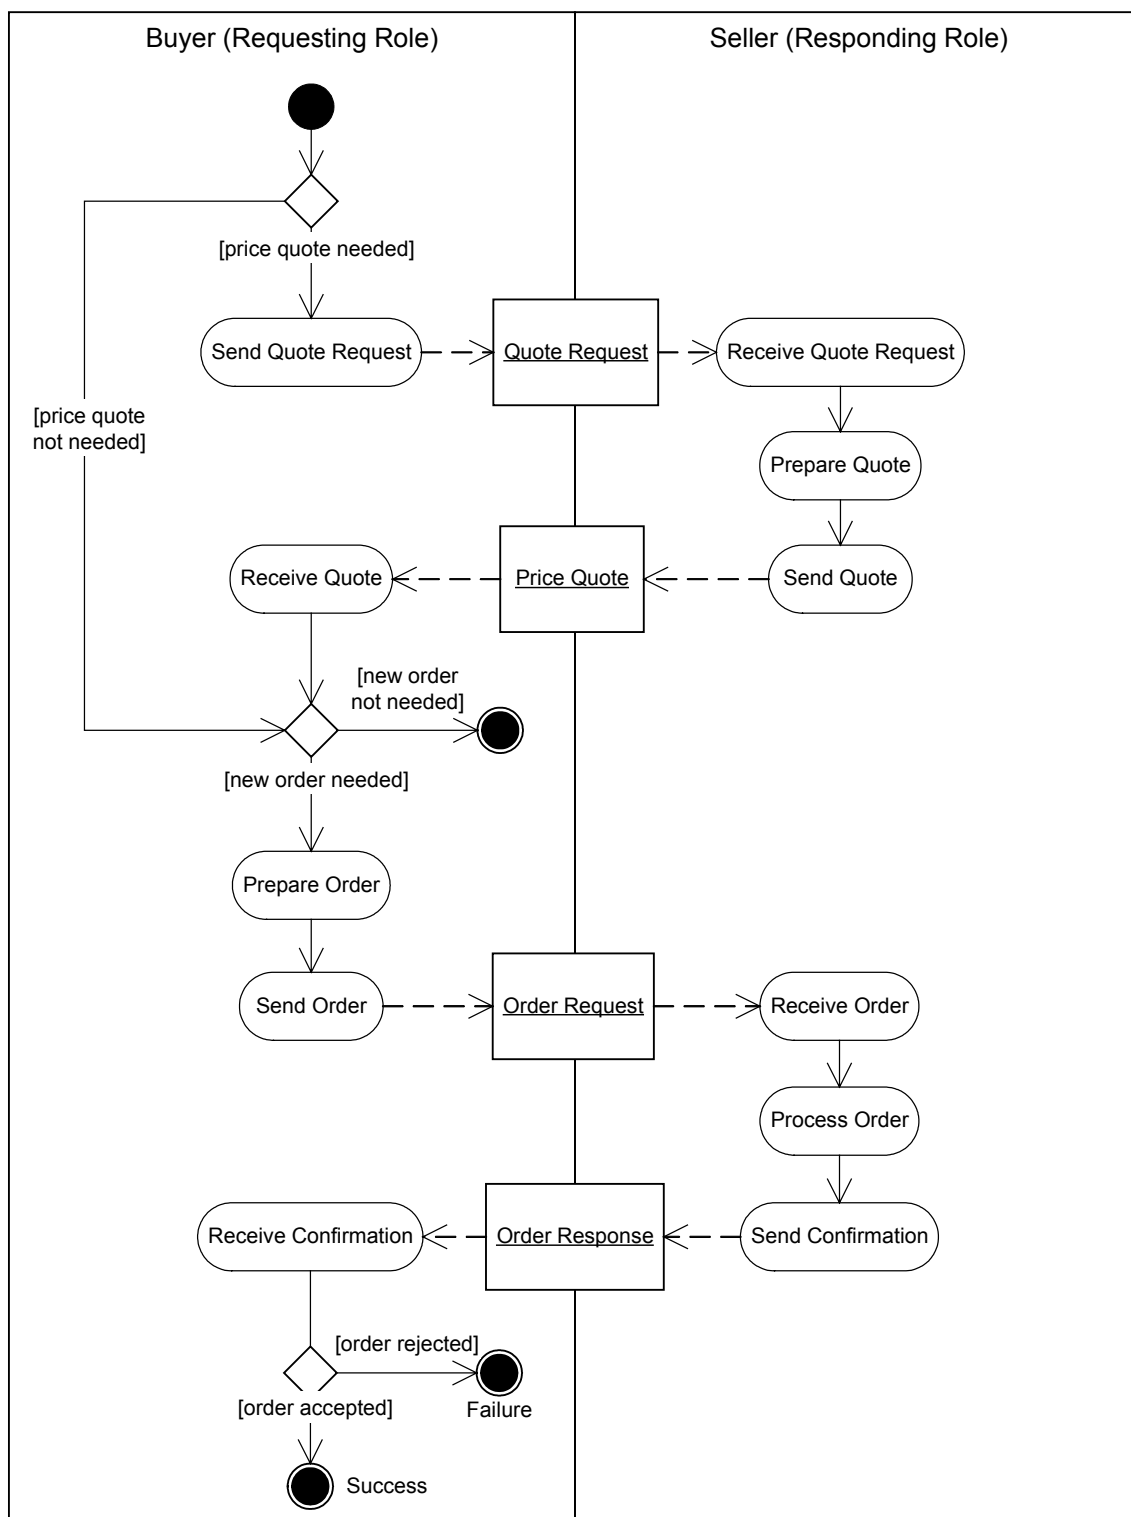 Buyer (Requesting Role)
Seller (Responding Role)
[price quote needed]
Send Quote Request
Quote Request
Receive Quote Request
[price quote
not needed]
Prepare Quote
Receive Quote
Price Quote
Send Quote
[new order
not needed]
[new order needed]
Prepare Order
Send Order
Order Request
Receive Order
Process Order
Receive Confirmation
Order Response
Send Confirmation
[order rejected]
[order accepted]
Failure
Success